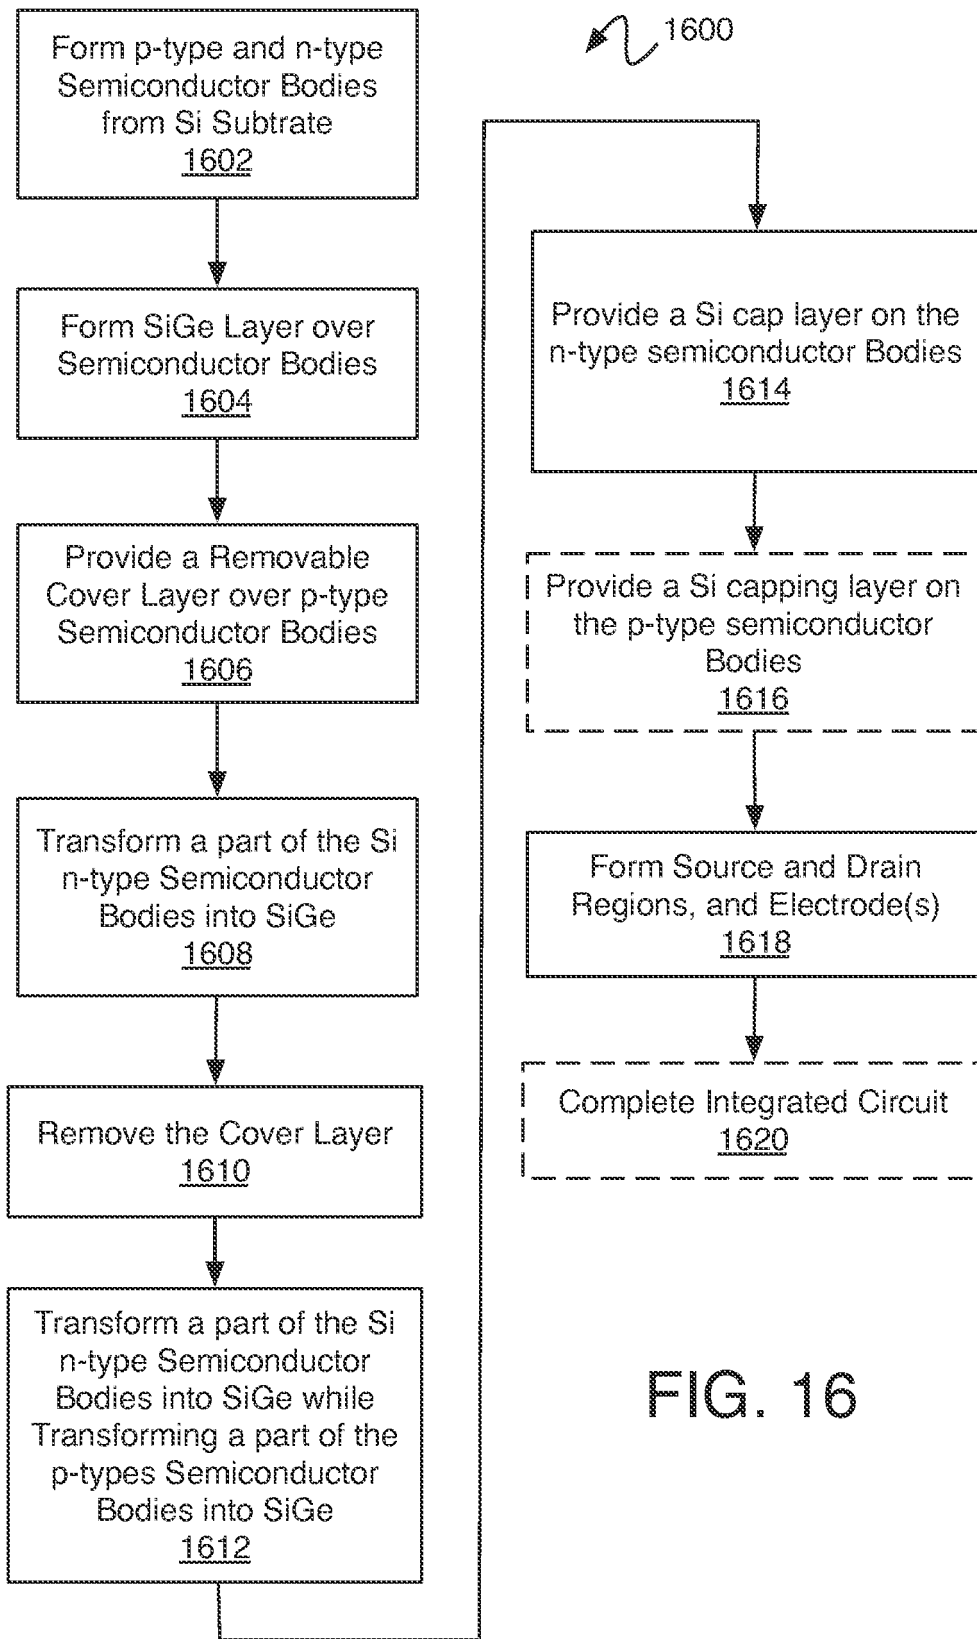 1600
Form p-type and n-type
Semiconductor Bodies
from Si Subtrate
1602
Form SiGe Layer over
Semiconductor Bodies
1604
Provide a Removable
Cover Layer over p-type
Semiconductor Bodies
1606
Transform a part of the Si
n-type Semiconductor
Bodies into SiGe
1608
Remove the Cover Layer
1610
Transform a part of the Si
n-type Semiconductor
Bodies into SiGe while
Transforming a part of the
p-types Semiconductor
Bodies into SiGe
1612
Provide a Si cap layer on the
n-type semiconductor Bodies
1614
Provide a Si capping layer on
the p-type semiconductor
Bodies
1616
Form Source and Drain
Regions, and Electrode(s)
1618
Complete Integrated Circuit
1620
FIG. 16